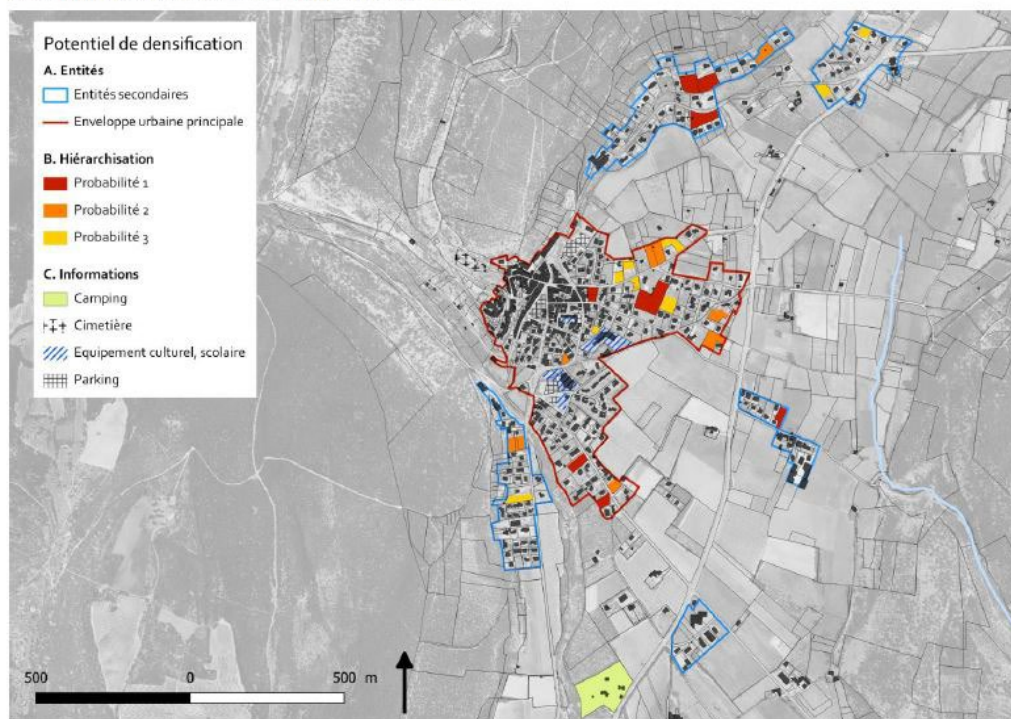 Potentiel de densification
A. Entités
Entités secondaires
Enveloppe urbaine principale
B. Hiérarchisation
Probabilité 1
Probabilité 2
Probabilité 3
C. Informations
Camping
Cimetière
Equipement culturel, scolaire
Parking
500 0 500 m